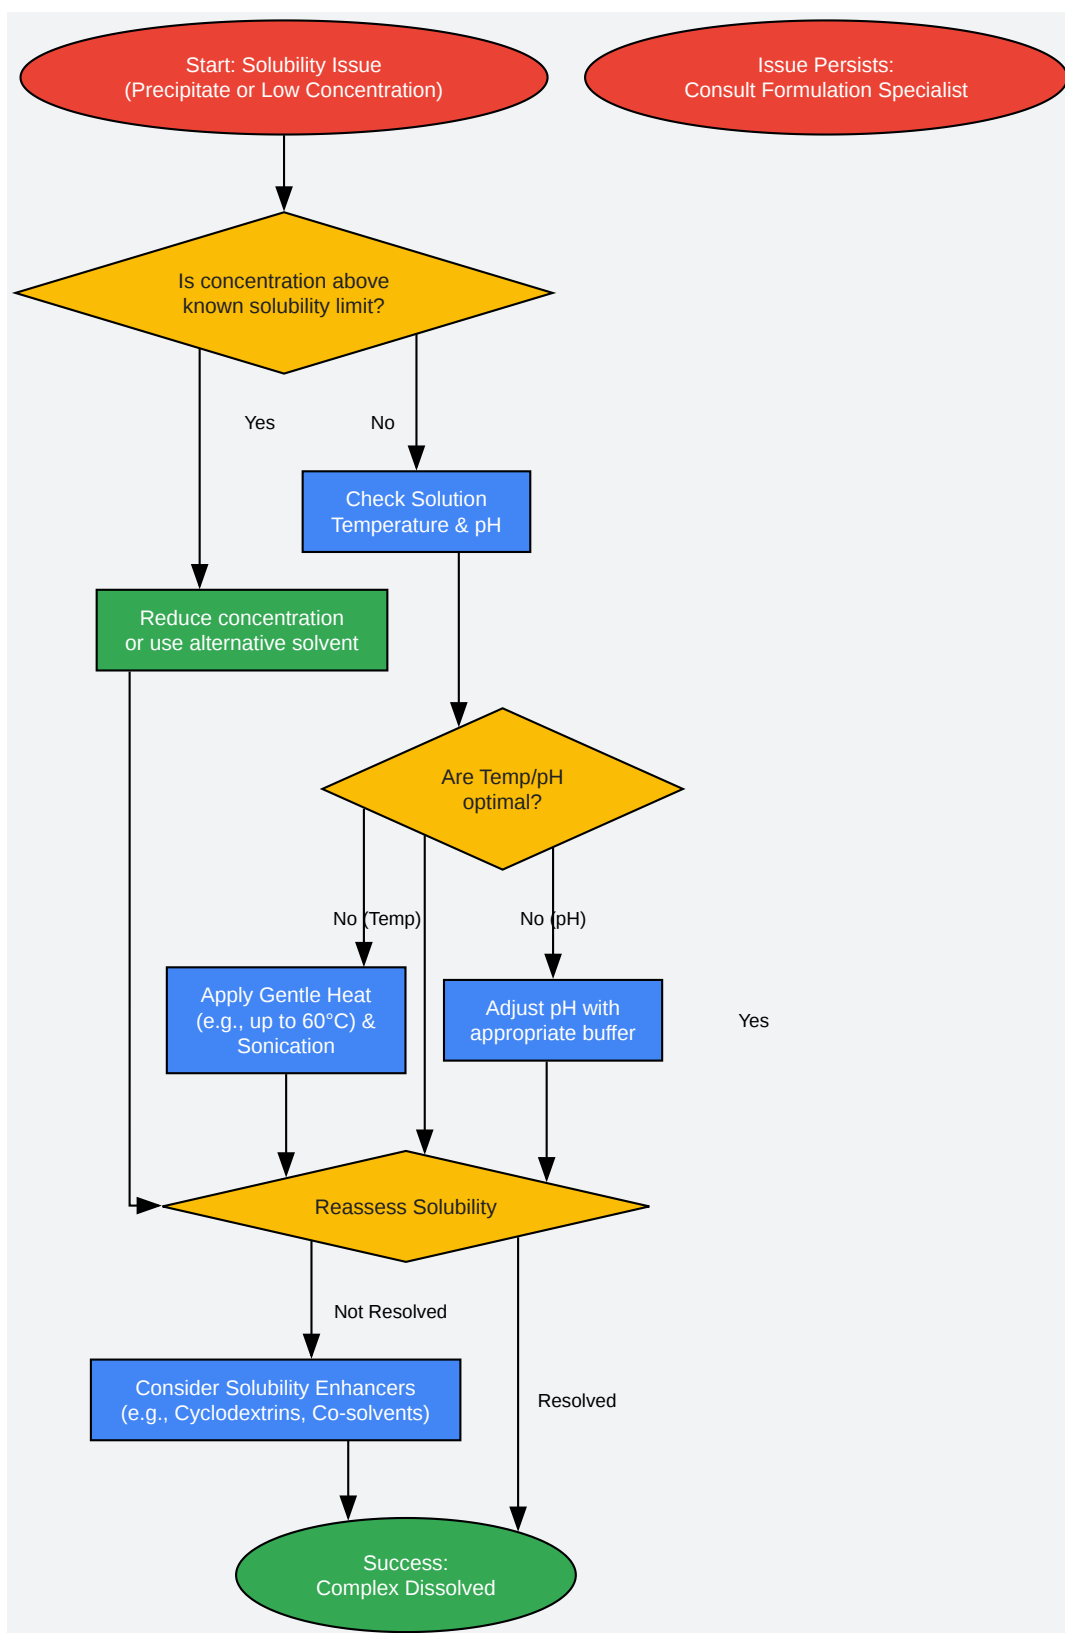 Start: Solubility Issue
(Precipitate or Low Concentration)
Issue Persists:
Consult Formulation Specialist
Is concentration above
known solubility limit?
Yes
No
Check Solution
Temperature & pH
Reduce concentration
or use alternative solvent
Are Temp/pH
optimal?
No (Temp)
No (pH)
Apply Gentle Heat
(e.g., up to 60°C) &
Sonication
Adjust pH with
appropriate buffer
Yes
Reassess Solubility
Not Resolved
Consider Solubility Enhancers
(e.g., Cyclodextrins, Co-solvents)
Resolved
Success:
Complex Dissolved